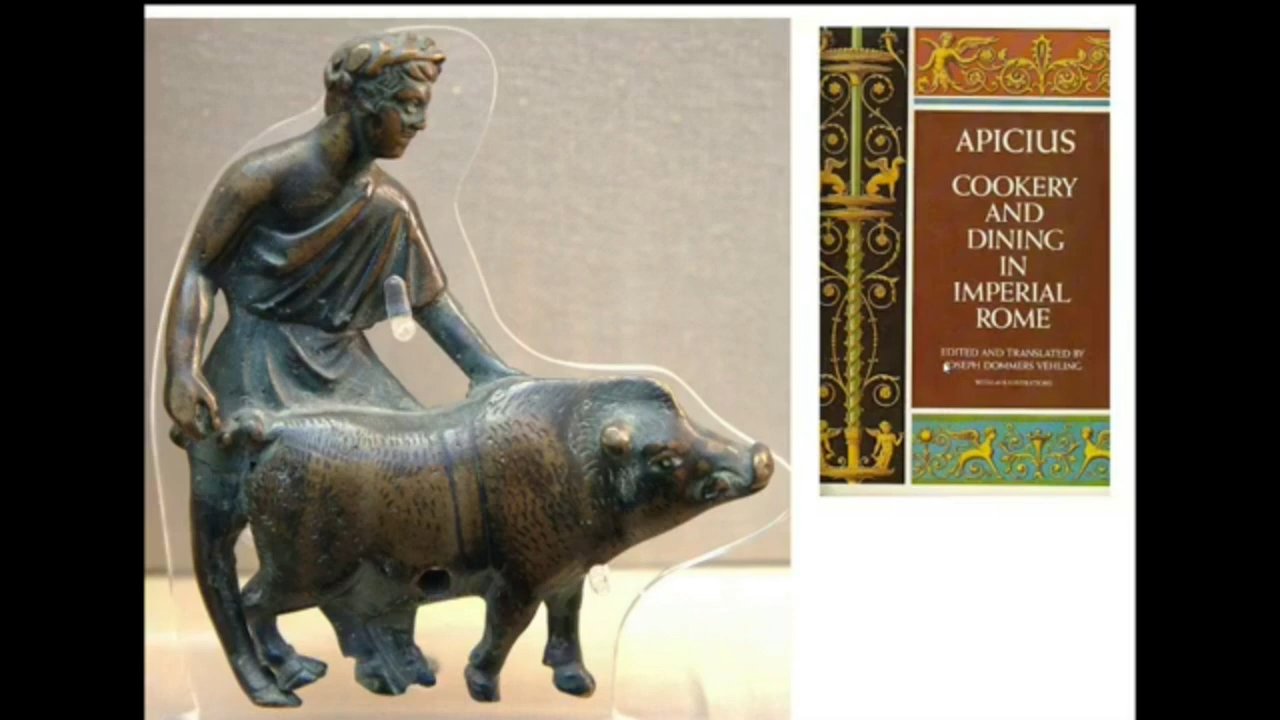 APICIUS
COOKERY
AND
DINING
IN
IMPERIAL
ROME
EDITED AND TRANSLATED BY
JOSEPH DOMMERS VEHLING